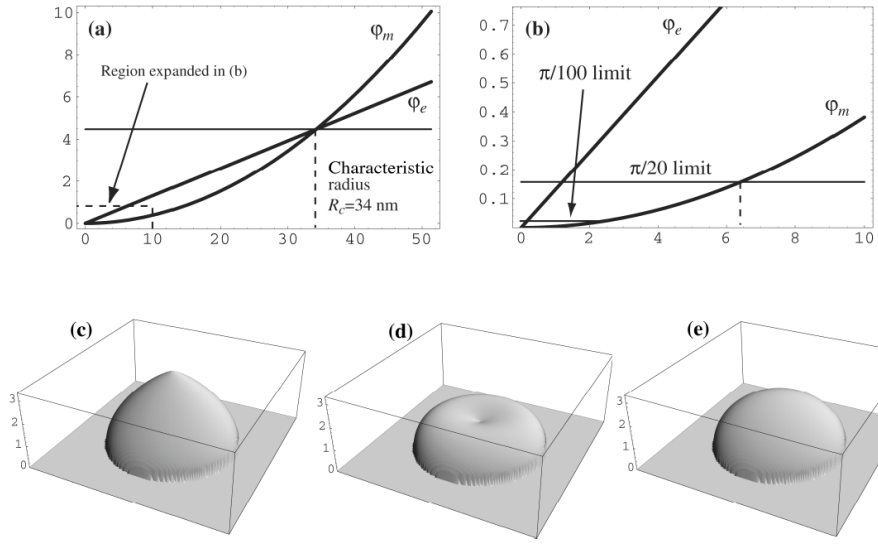 (a)
φm
Region expanded in (b)
φe
Characteristic
radius
Rc=34 nm
10
8
6
4
2
0
0
10
20
30
40
50
(b)
φe
π/100 limit
φm
π/20 limit
0.7
0.6
0.5
0.4
0.3
0.2
0.1
0
2
4
6
8
10
(c)
3
2
1
0
(d)
3
2
1
0
(e)
3
2
1
0